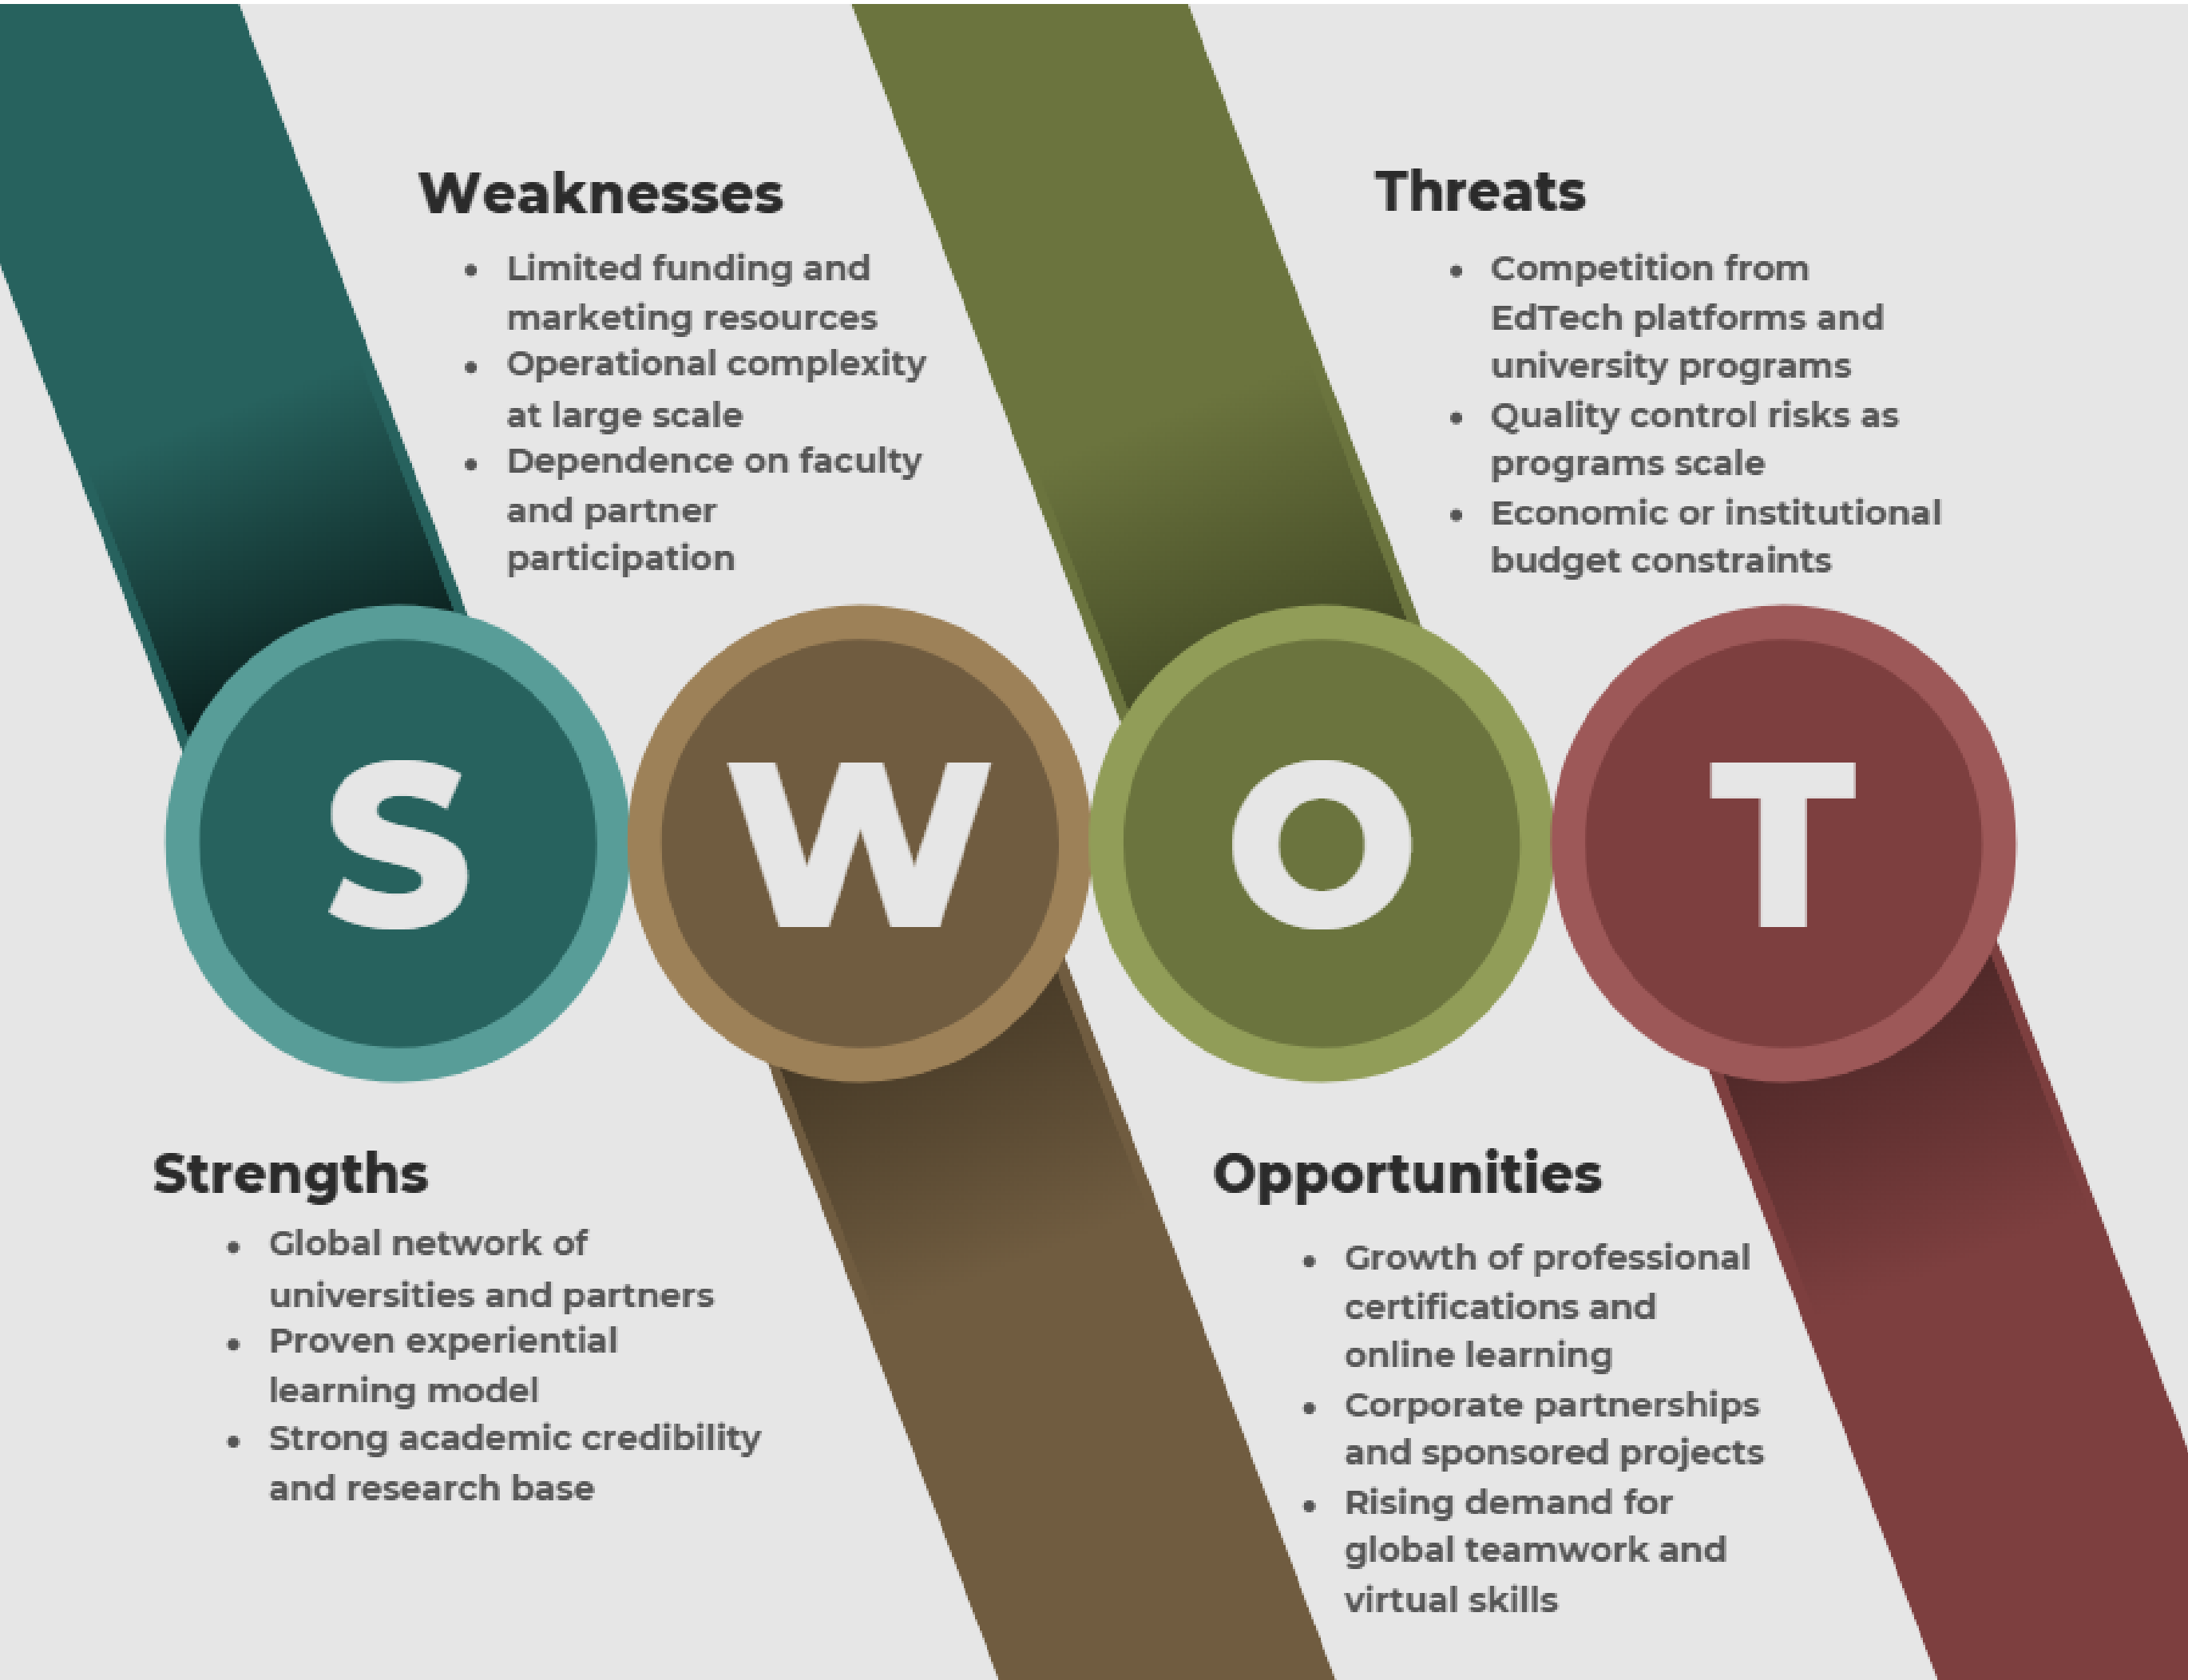 Weaknesses
• Limited funding and
marketing resources
• Operational complexity
at large scale
• Dependence on faculty
and partner
participation
Threats
• Competition from
EdTech platforms and
university programs
• Quality control risks as
programs scale
• Economic or institutional
budget constraints
S
W
O
T
Strengths
• Global network of
universities and partners
• Proven experiential
learning model
• Strong academic credibility
and research base
Opportunities
• Growth of professional
certifications and
online learning
• Corporate partnerships
and sponsored projects
• Rising demand for
global teamwork and
virtual skills